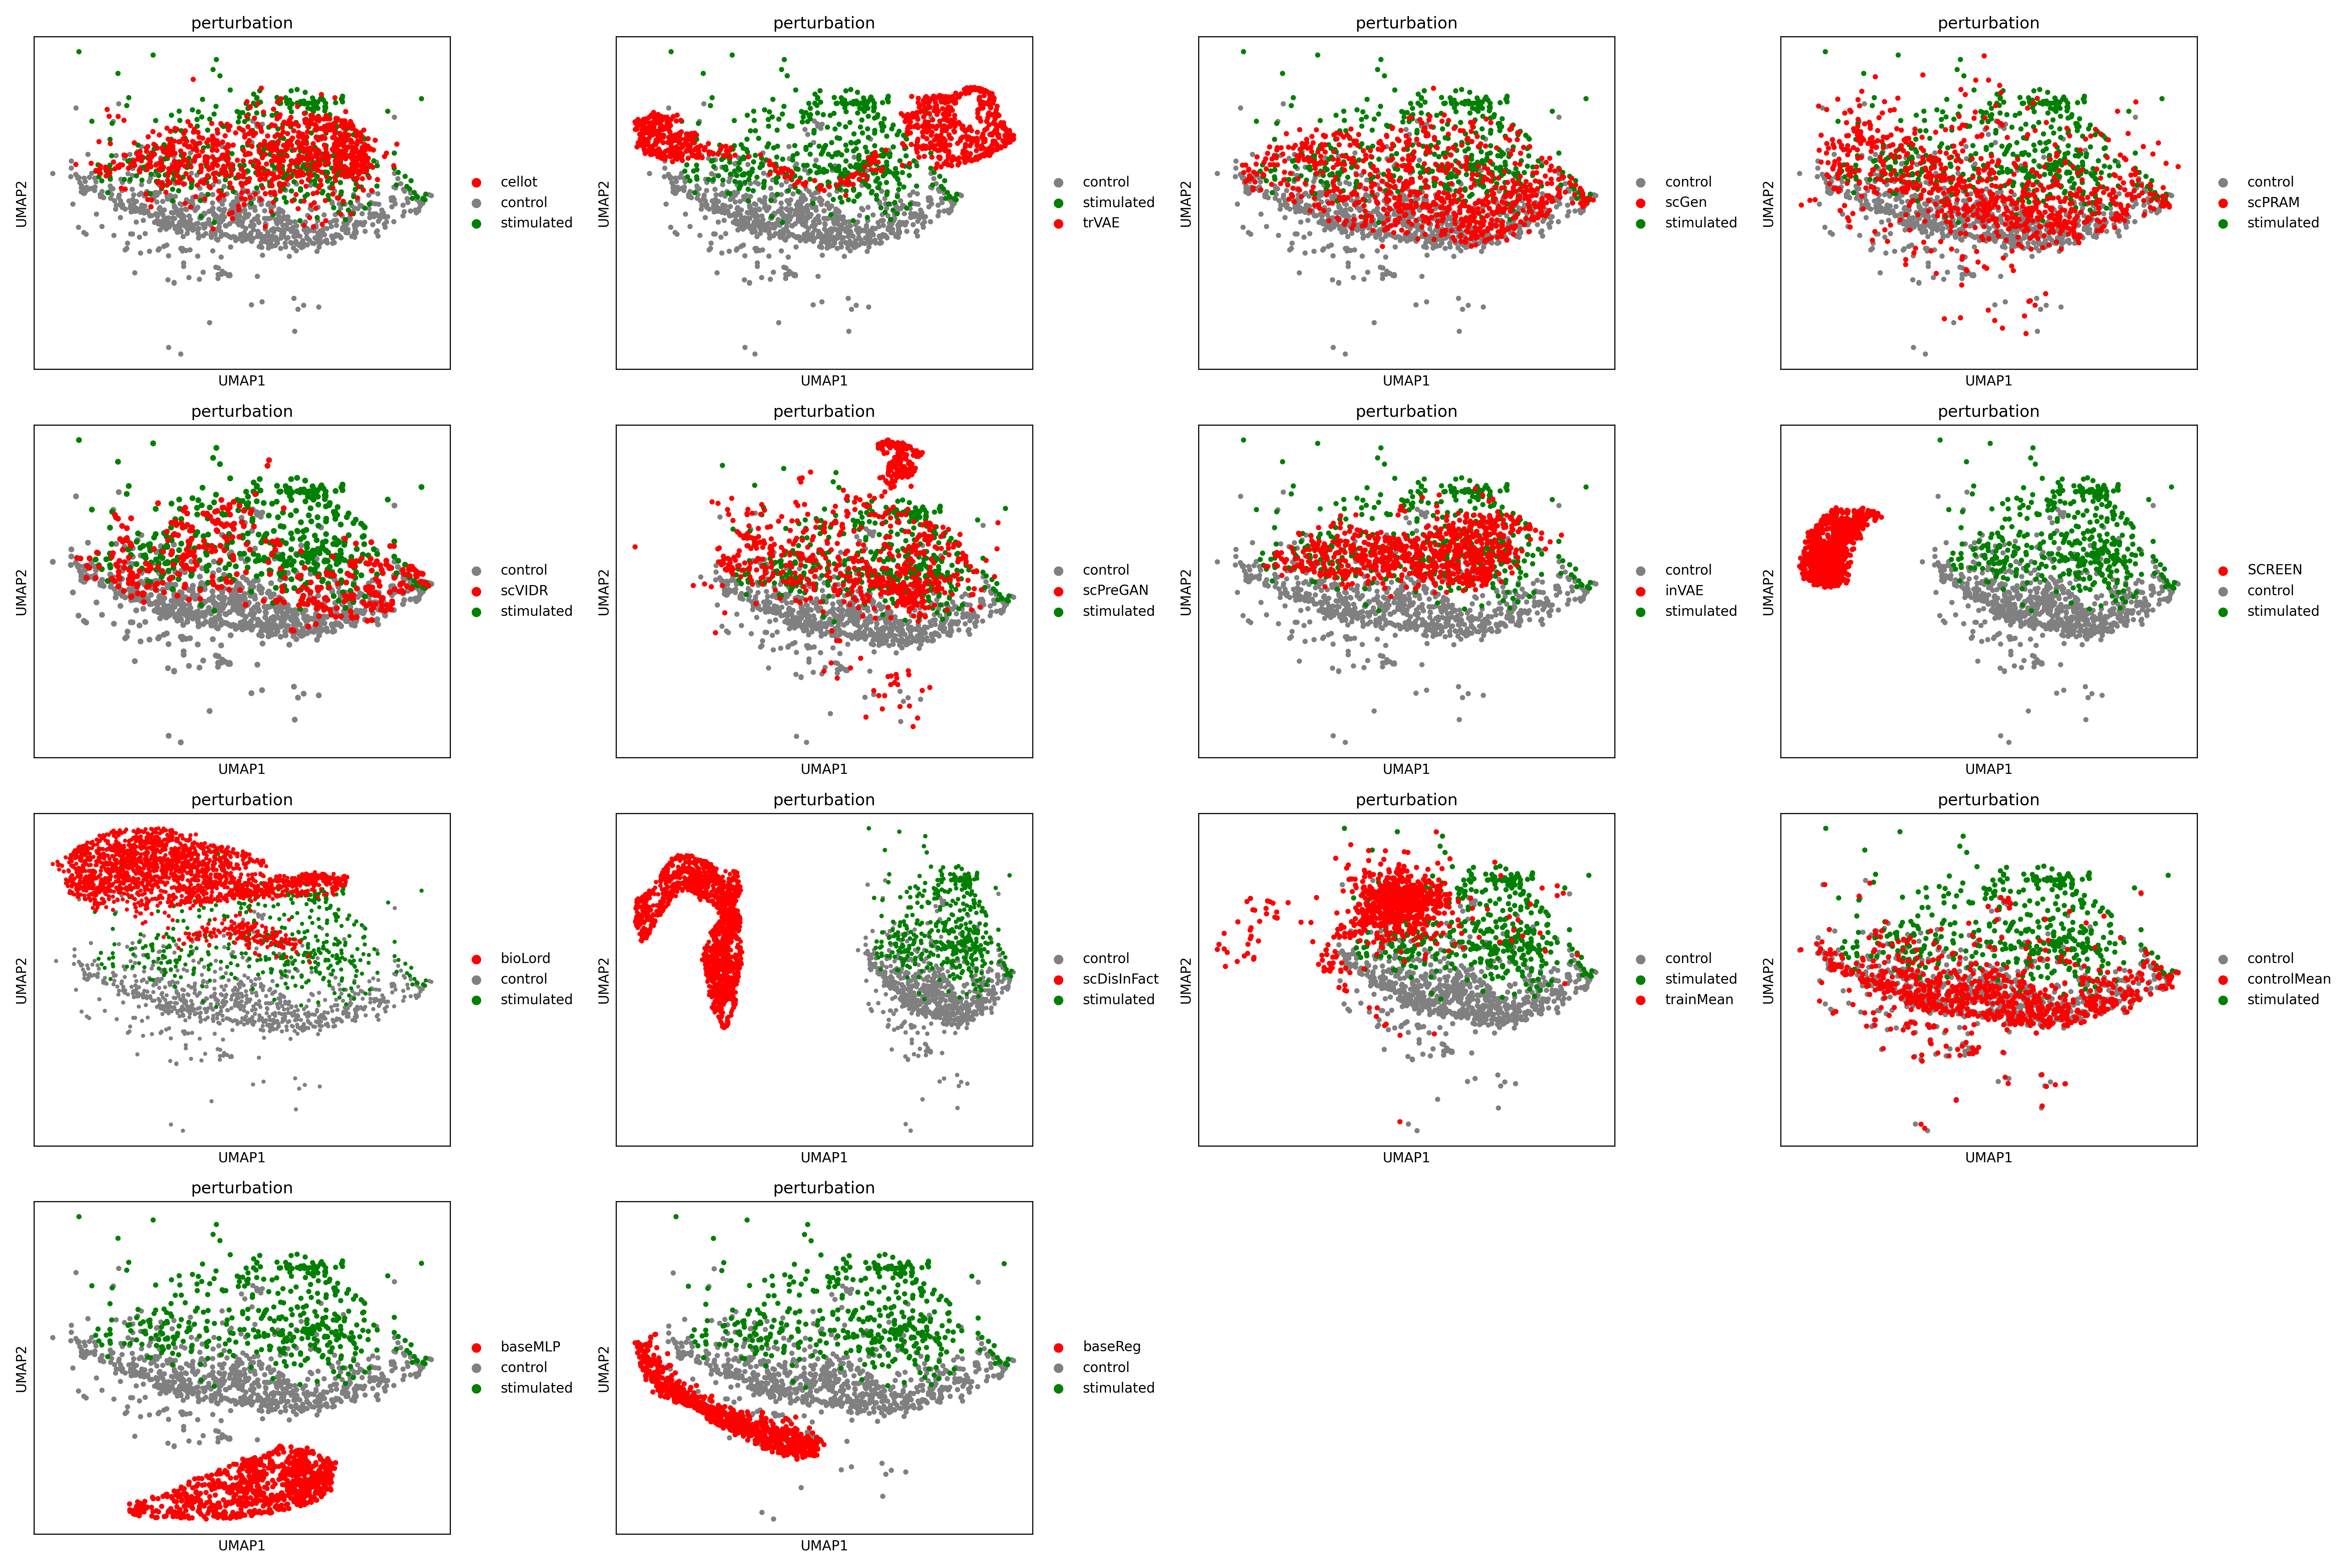 perturbation
UMAP2
UMAP1
cellot
control
stimulated
perturbation
UMAP2
UMAP1
control
stimulated
trVAE
perturbation
UMAP2
UMAP1
control
scGen
stimulated
perturbation
UMAP2
UMAP1
control
scPRAM
stimulated
perturbation
UMAP2
UMAP1
control
scVIDR
stimulated
perturbation
UMAP2
UMAP1
control
scPreGAN
stimulated
perturbation
UMAP2
UMAP1
control
inVAE
stimulated
perturbation
UMAP2
UMAP1
SCREEN
control
stimulated
perturbation
UMAP2
UMAP1
bioLord
control
stimulated
perturbation
UMAP2
UMAP1
control
scDisInFact
stimulated
perturbation
UMAP2
UMAP1
control
stimulated
trainMean
perturbation
UMAP2
UMAP1
control
controlMean
stimulated
perturbation
UMAP2
UMAP1
baseMLP
control
stimulated
perturbation
UMAP2
UMAP1
baseReg
control
stimulated